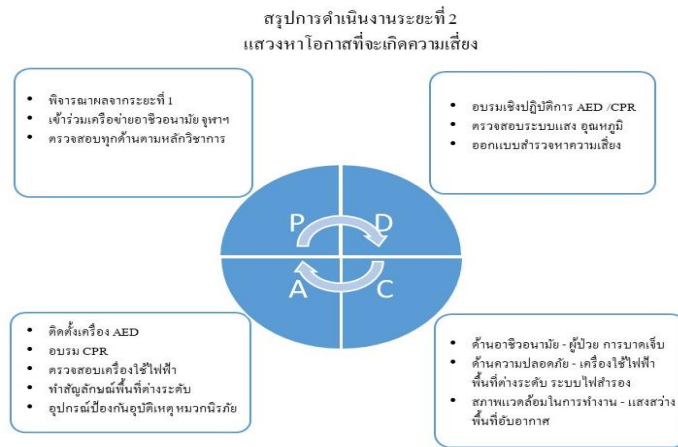 สรุปการดำเนินงานระยะที่ 2
แสวงหาโอกาสที่จะเกิดความเสี่ยง
• พิจารณาผลจากระยะที่ 1
• เข้าร่วมเครือข่ายอาชีวอนามัย จุฬาฯ
• ตรวจสอบทุกด้านตามหลักวิชาการ
• อบรมเชิงปฏิบัติการ AED /CPR
• ตรวจสอบระบบแสง อุณหภูมิ
• ออกแบบสำรวจหาความเสี่ยง
P D
A C
• ติดตั้งเครื่อง AED
• อบรม CPR
• ตรวจสอบเครื่องใช้ไฟฟ้า
• ทำสัญลักษณ์พื้นที่ต่างระดับ
• อุปกรณ์ป้องกันอุบัติเหตุ หมวกนิรภัย
• ด้านอาชีวอนามัย - ผู้ป่วย การบาดเจ็บ
• ด้านความปลอดภัย - เครื่องใช้ไฟฟ้า
พื้นที่ต่างระดับ ระบบไฟสำรอง
• สภาพแวดล้อมในการทำงาน - แสงสว่าง
พื้นที่อับอากาศ